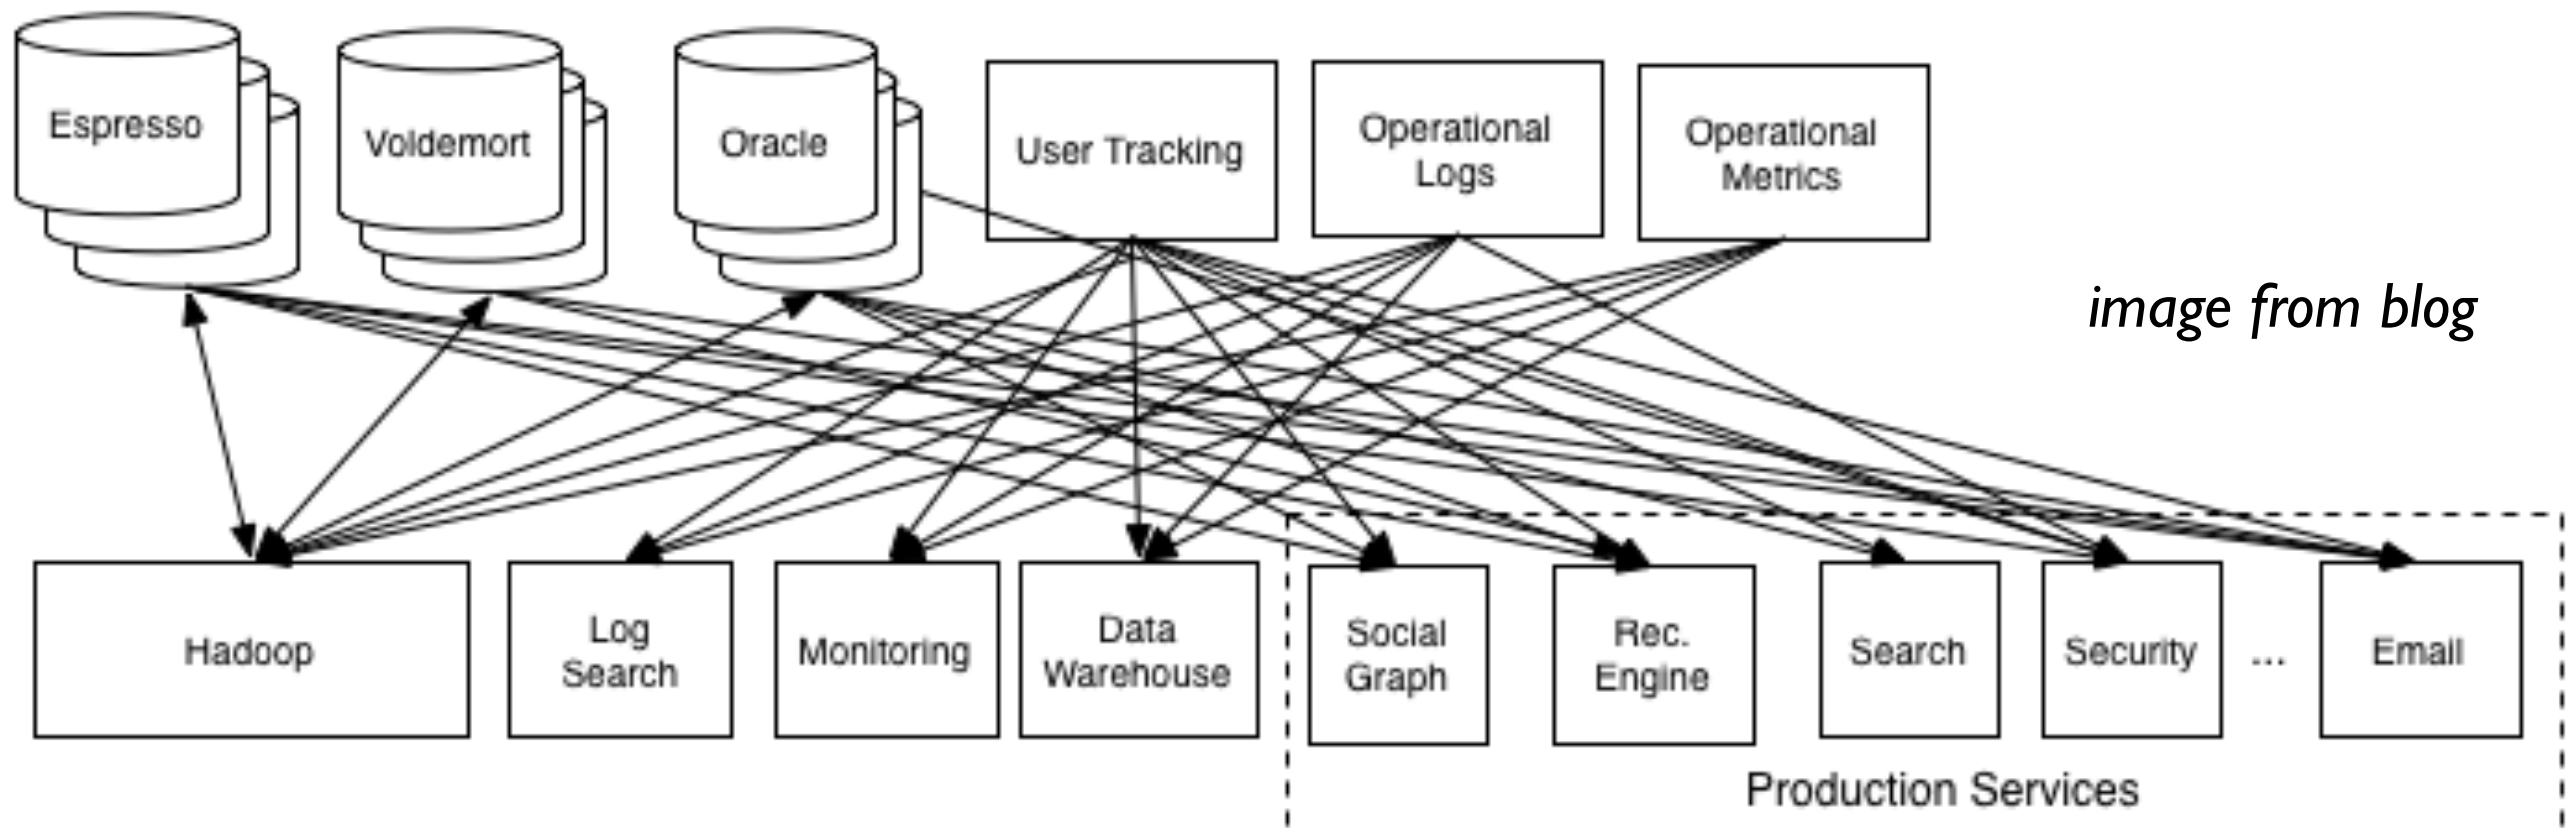 Espresso
Voldemort
Oracle
User Tracking
Operational
Logs
Operational
Metrics
image from blog
Hadoop
Log
Search
Monitoring
Data
Warehouse
Social
Graph
Rec.
Engine
Search
Security
...
Email
Production Services